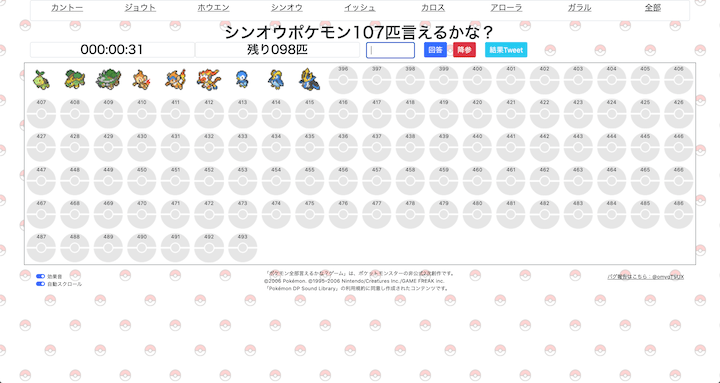 カントー ジョウト ホウエン シンオウ イッシュ カロス アローラ ガラル 全部
シンオウポケモン107匹言えるかな？
000:00:31 残り098匹 回答 降参 結果Tweet
396 397 398 399 400 401 402 403 404 405 406
407 408 409 410 411 412 413 414 415 416 417 418 419 420 421 422 423 424 425 426
427 428 429 430 431 432 433 434 435 436 437 438 439 440 441 442 443 444 445 446
447 448 449 450 451 452 453 454 455 456 457 458 459 460 461 462 463 464 465 466
467 468 469 470 471 472 473 474 475 476 477 478 479 480 481 482 483 484 485 486
487 488 489 490 491 492 493
効果音
自動スクロール
「ポケモン全部言えるかな？ゲーム」は、ポケットモンスターの非公式2次創作です。
©2006 Pokémon. ©1995-2006 Nintendo/Creatures Inc./GAME FREAK inc.
「Pokémon DP Sound Library」の利用規約に同意し作成されたコンテンツです。
バグ報告はこちら：